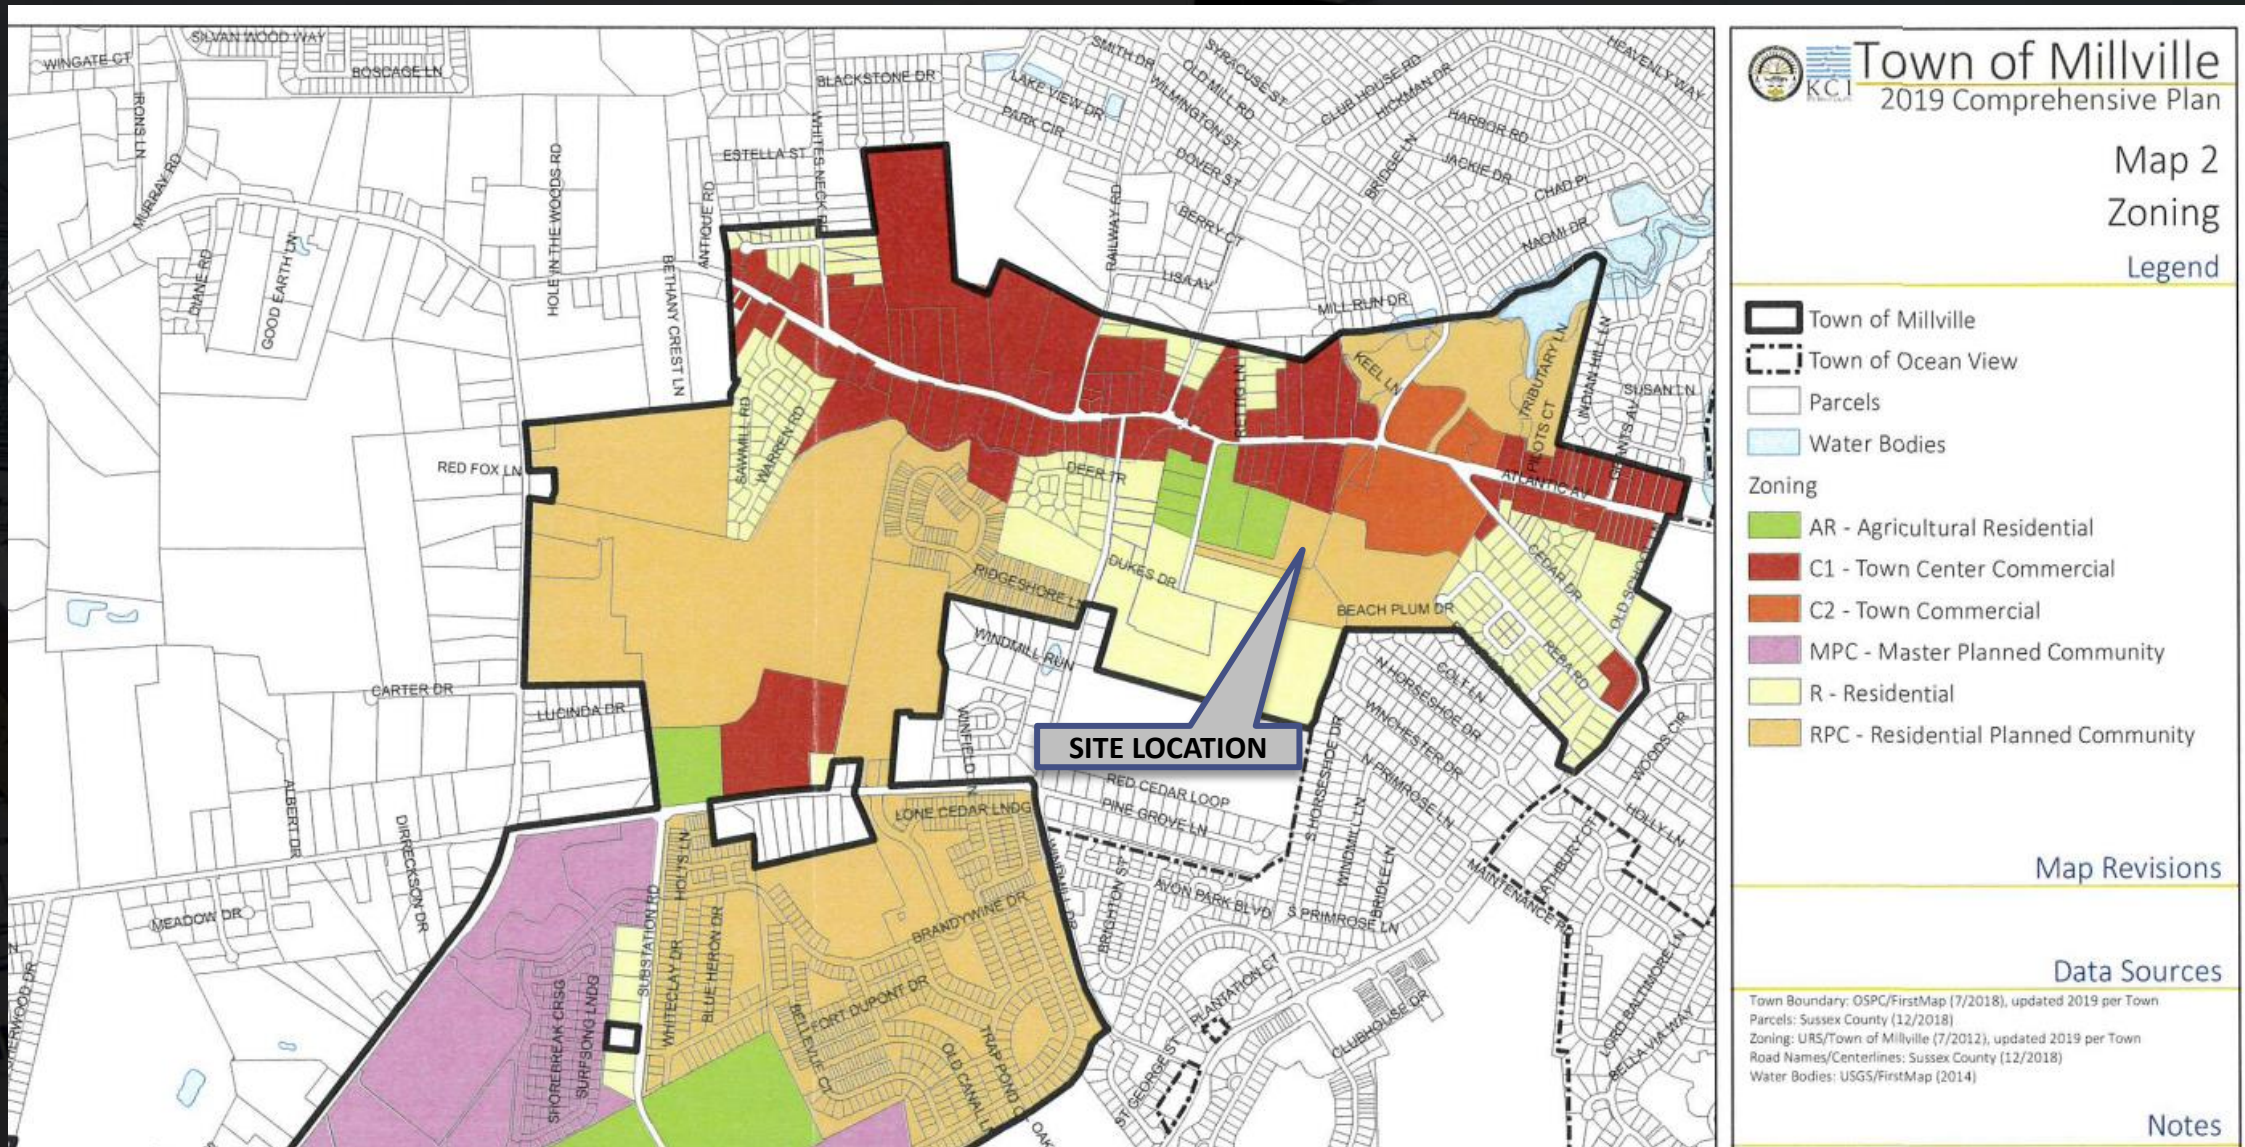 Town of Millville
2019 Comprehensive Plan
KCI
Map 2
Zoning
Legend
Town of Millville
Town of Ocean View
Parcels
Water Bodies
Zoning
AR - Agricultural Residential
C1 - Town Center Commercial
C2 - Town Commercial
MPC - Master Planned Community
R - Residential
RPC - Residential Planned Community
Map Revisions
Data Sources
Town Boundary: OSPC/FirstMap (7/2018), updated 2019 per Town
Parcels: Sussex County (12/2018)
Zoning: URS/Town of Millville (7/2012), updated 2019 per Town
Road Names/Centerlines: Sussex County (12/2018)
Water Bodies: USGS/FirstMap (2014)
Notes
SITE LOCATION
WINGATE CT
SILVAN WOOD WAY
BOSCAGE LN
IRONS LN
MURRAY RD
DIANE RD
GOOD EARTH LN
HOLE IN THE WOODS RD
BETHANY CREST LN
ANTIQUE RD
ESTELLA ST
WHITES NECK RD
BLACKSTONE DR
LAKE VIEW DR
PARK CIR
SMITH DR
WILMINGTON ST
OLD MILL RD
SYRACUSE ST
CLUB HOUSE RD
HICKMAN DR
HEAVENLY WAY
HARBOR RD
JACKIE DR
CHAD PL
NAOMI DR
BRIDGE LN
DOVER ST
BERRY CT
RAILWAY RD
LISA AV
MILL RUN DR
KEEL LN
TRIBUTARY LN
PILOTS CT
INDIAN HILL LN
SUSAN LN
GRANTS AV
ATLANTIC AV
RETTIG LN
SAWMILL RD
WARREN RD
RED FOX LN
DEER TR
DUKES DR
RIDGESHORE LN
BEACH PLUM DR
CEDAR DR
REBA RD
WINDMILL RUN
WINFIELD LN
CARTER DR
LUCINDA DR
ALBERT DR
DIRECKSON DR
MEADOW DR
N HORSESHOE DR
COLT LN
WINCHESTER DR
N PRIMROSE LN
S HORSESHOE DR
WINDMILL LN
BRIDLE LN
S PRIMROSE LN
RED CEDAR LOOP
PINE GROVE LN
LONE CEDAR LNDG
WINDMILL DR
BRIGHTON ST
AVON PARK BLVD
WOODS CIR
HOLLY LN
LORD BALTIMORE LN
BELLA VIA WAY
PLANTATION CT
CLUBHOUSE DR
ST GEORGE ST
BRANDYWINE DR
FORT DUPONT DR
BELLEVUE CT
OLD CANAL LN
TRAP POND CT
HOLTS LN
SUBSTATION RD
WHITECLAY DR
BLUE HERON DR
SHOREBREAK CRSG
SURFSONG LNDG